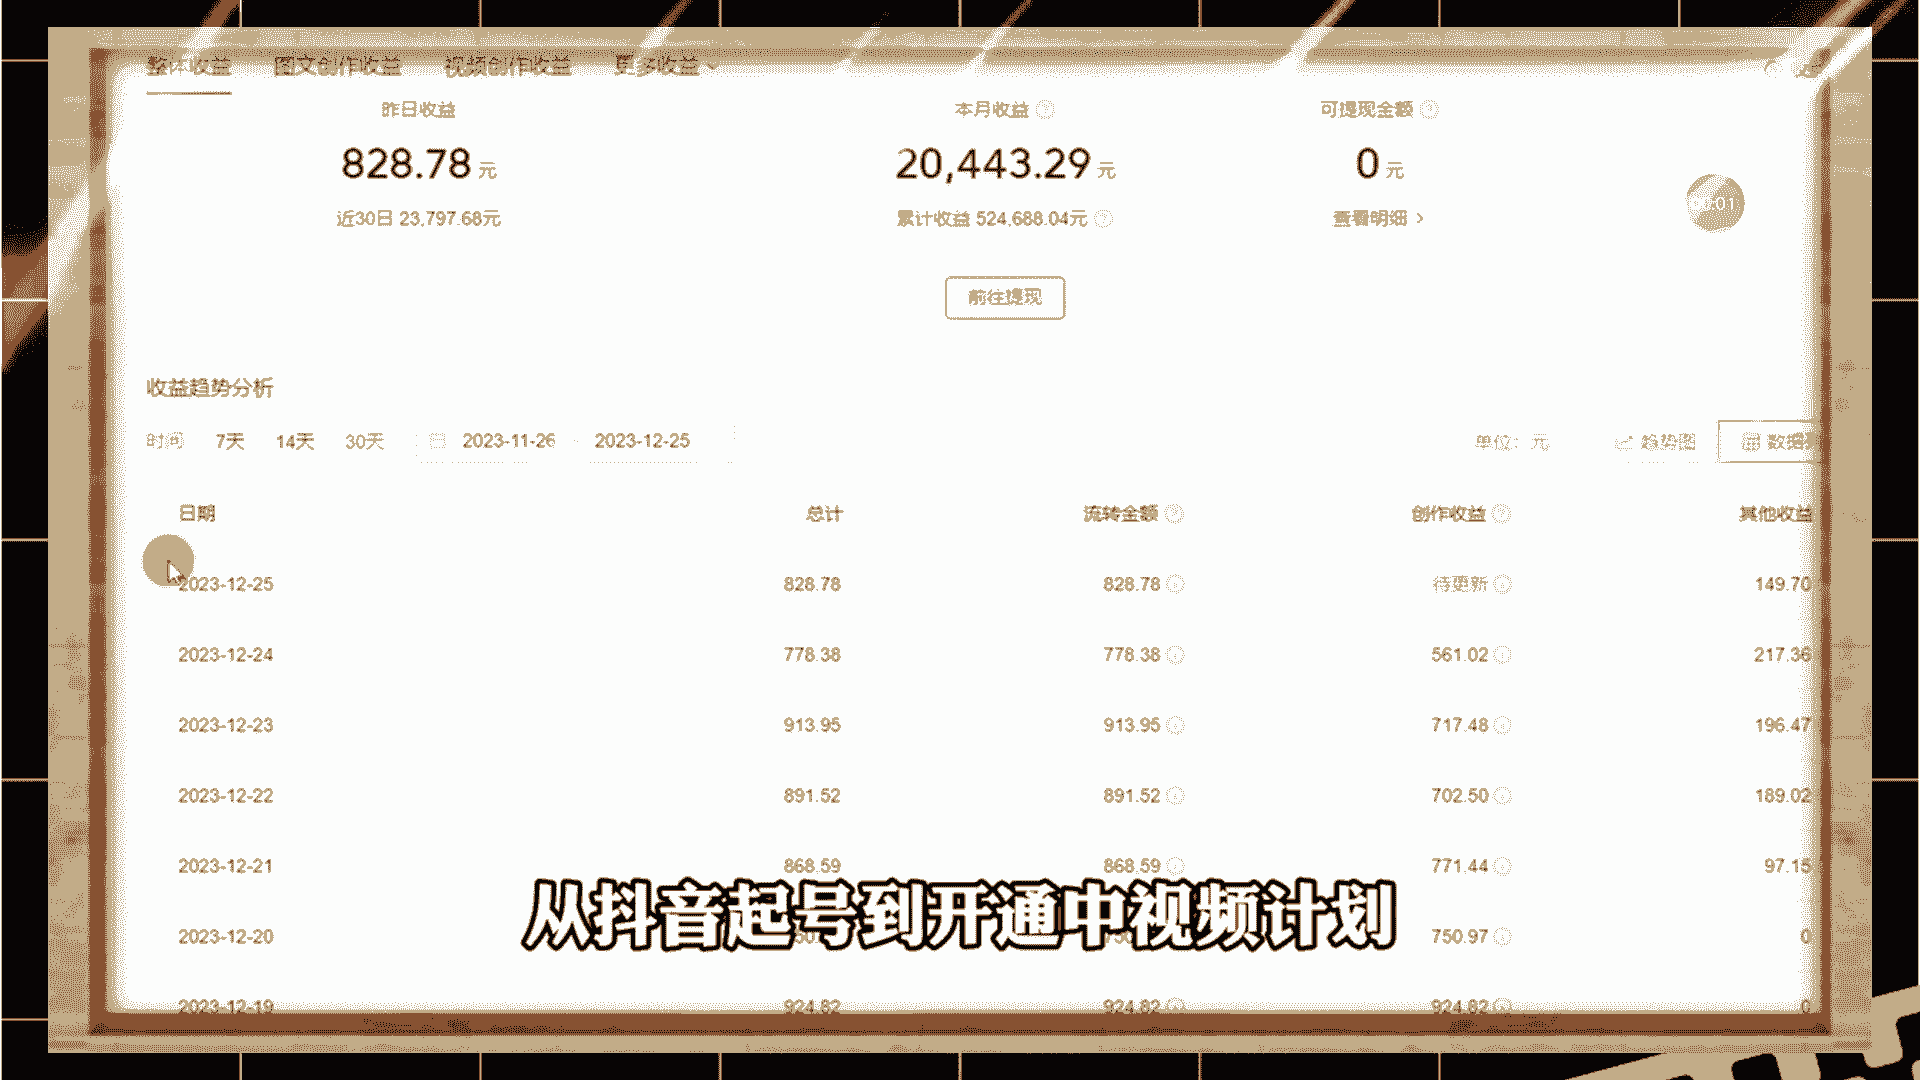 整体收益 图文创作收益 视频创作收益 更多收益
昨日收益 本月收益 可提现金额
828.78 元 20,443.29 元 0 元
近30日 23,797.68元 累计收益 524,688.04元 查看明细 >
前往提现
收益趋势分析
时间 7天 14天 30天 2023-11-26 - 2023-12-25 单位：元 趋势图 数据
日期 总计 流转金额 创作收益 其他收益
2023-12-25 828.78 828.78 待更新 149.70
2023-12-24 778.38 778.38 561.02 217.36
2023-12-23 913.95 913.95 717.48 196.47
2023-12-22 891.52 891.52 702.50 189.02
2023-12-21 868.59 868.59 771.44 97.15
从抖音起号到开通中视频计划
2023-12-20 750.97 0
2023-12-19 924.82 924.82 924.82 0